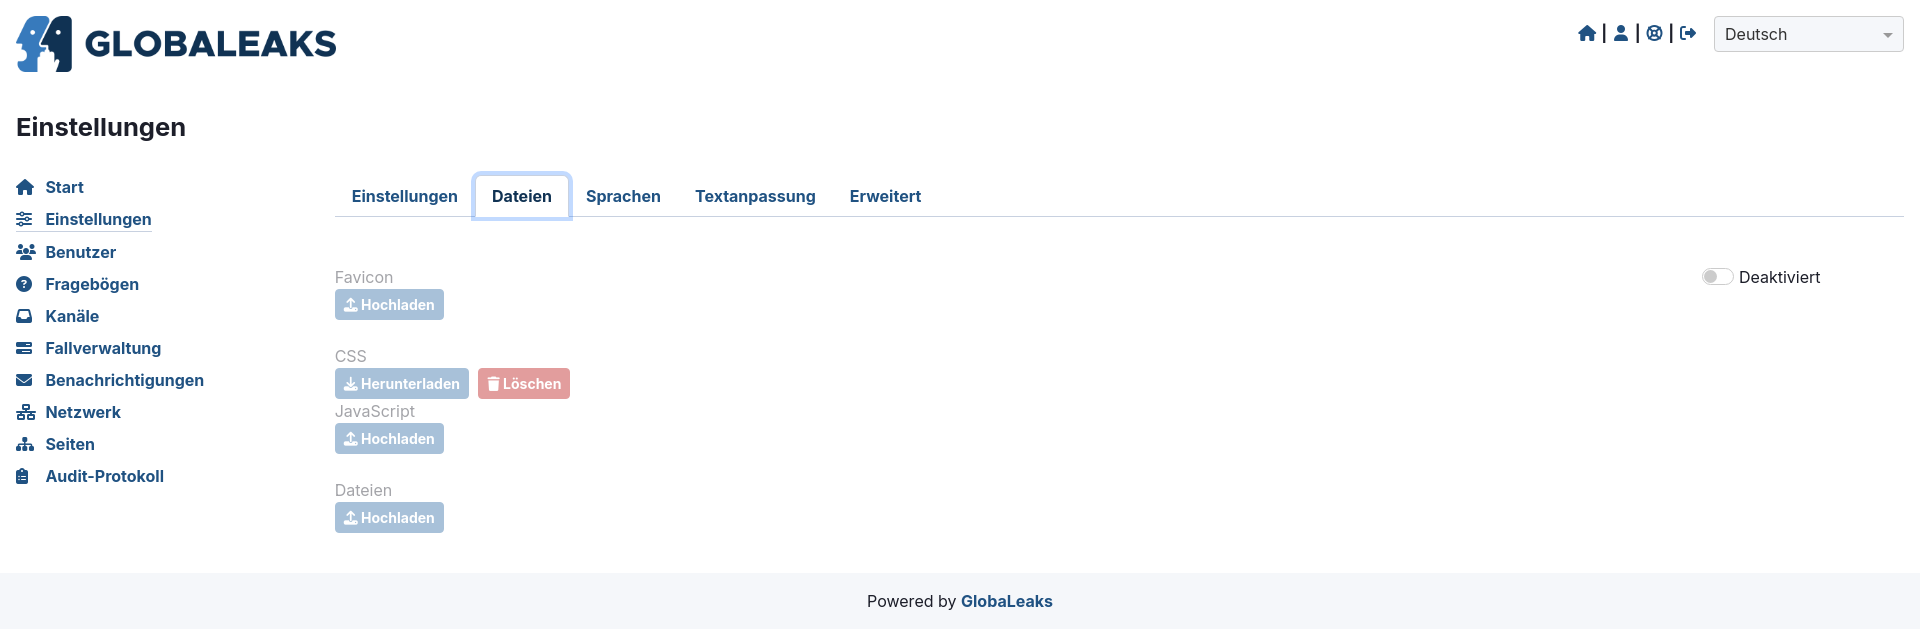 GLOBALEAKS
Deutsch
Einstellungen
Start
Einstellungen
Benutzer
Fragebögen
Kanäle
Fallverwaltung
Benachrichtigungen
Netzwerk
Seiten
Audit-Protokoll
Einstellungen Dateien Sprachen Textanpassung Erweitert
Favicon
Deaktiviert
Hochladen
CSS
Herunterladen Löschen
JavaScript
Hochladen
Dateien
Hochladen
Powered by GlobaLeaks